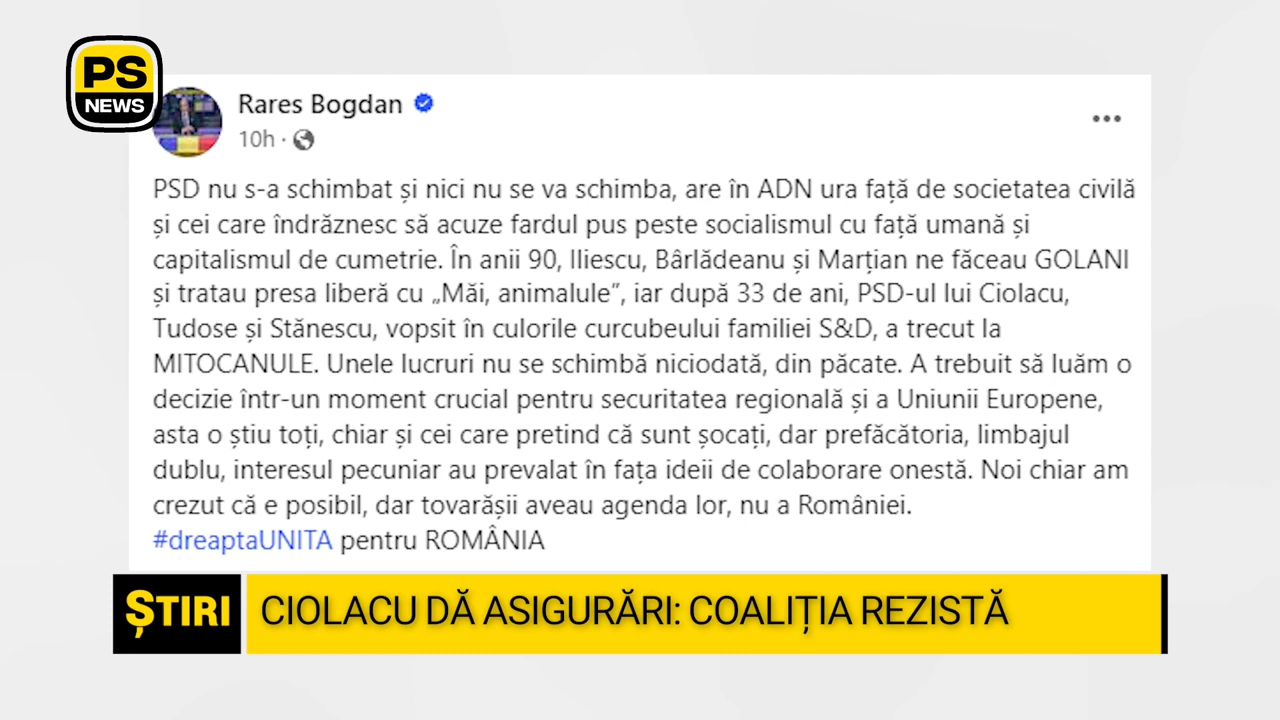 PS
NEWS
Rares Bogdan
10h ·
PSD nu s-a schimbat și nici nu se va schimba, are în ADN ura față de societatea civilă
și cei care îndrăznesc să acuze fardul pus peste socialismul cu față umană și
capitalismul de cumetrie. În anii 90, Iliescu, Bârlădeanu și Marțian ne făceau GOLANI
și tratau presa liberă cu „Măi, animalule”, iar după 33 de ani, PSD-ul lui Ciolacu,
Tudose și Stănescu, vopsit în culorile curcubeului familiei S&D, a trecut la
MITOCANULE. Unele lucruri nu se schimbă niciodată, din păcate. A trebuit să luăm o
decizie într-un moment crucial pentru securitatea regională și a Uniunii Europene,
asta o știu toți, chiar și cei care pretind că sunt șocați, dar prefăcătoria, limbajul
dublu, interesul pecuniar au prevalat în fața ideii de colaborare onestă. Noi chiar am
crezut că e posibil, dar tovarășii aveau agenda lor, nu a României.
#dreaptaUNITA pentru ROMÂNIA
ȘTIRI CIOLACU DĂ ASIGURĂRI: COALIȚIA REZISTĂ